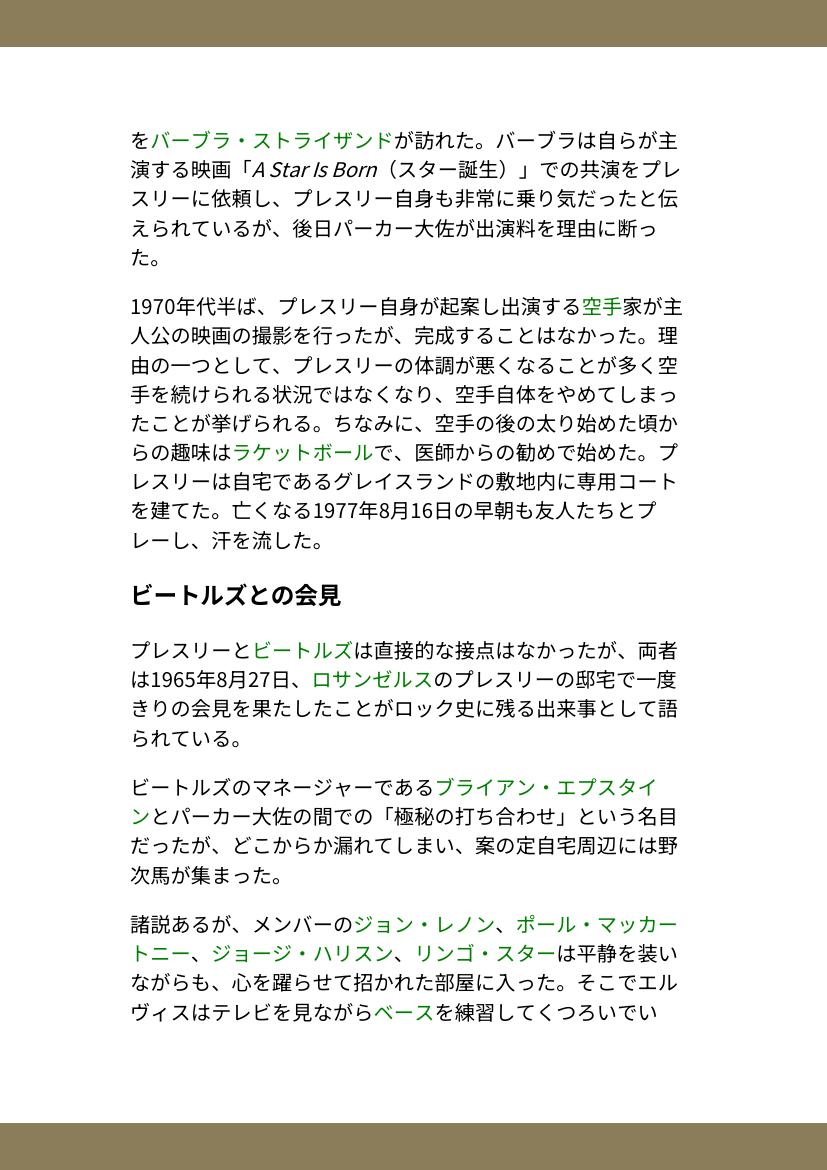 をバーブラ・ストライザンドが訪れた。バーブラは自らが主
演する映画「A Star Is Born（スター誕生）」での共演をプレ
スリーに依頼し、プレスリー自身も非常に乗り気だったと伝
えられているが、後日パーカー大佐が出演料を理由に断っ
た。
1970年代半ば、プレスリー自身が起案し出演する空手家が主
人公の映画の撮影を行ったが、完成することはなかった。理
由の一つとして、プレスリーの体調が悪くなることが多く空
手を続けられる状況ではなくなり、空手自体をやめてしまっ
たことが挙げられる。ちなみに、空手の後の太り始めた頃か
らの趣味はラケットボールで、医師からの勧めで始めた。プ
レスリーは自宅であるグレイスランドの敷地内に専用コート
を建てた。亡くなる1977年8月16日の早朝も友人たちとプ
レーし、汗を流した。
ビートルズとの会見
プレスリーとビートルズは直接的な接点はなかったが、両者
は1965年8月27日、ロサンゼルスのプレスリーの邸宅で一度
きりの会見を果たしたことがロック史に残る出来事として語
られている。
ビートルズのマネージャーであるブライアン・エプスタイ
ンとパーカー大佐の間での「極秘の打ち合わせ」という名目
だったが、どこからか漏れてしまい、案の定自宅周辺には野
次馬が集まった。
諸説あるが、メンバーのジョン・レノン、ポール・マッカー
トニー、ジョージ・ハリスン、リンゴ・スターは平静を装い
ながらも、心を躍らせて招かれた部屋に入った。そこでエル
ヴィスはテレビを見ながらベースを練習してくつろいでい